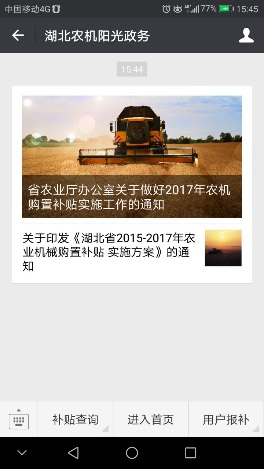 中国移动4G
77%
15:45
湖北农机阳光政务
15:44
省农业厅办公室关于做好2017年农机
购置补贴实施工作的通知
关于印发《湖北省2015-2017年农
业机械购置补贴 实施方案》的通
知
补贴查询
进入首页
用户报补